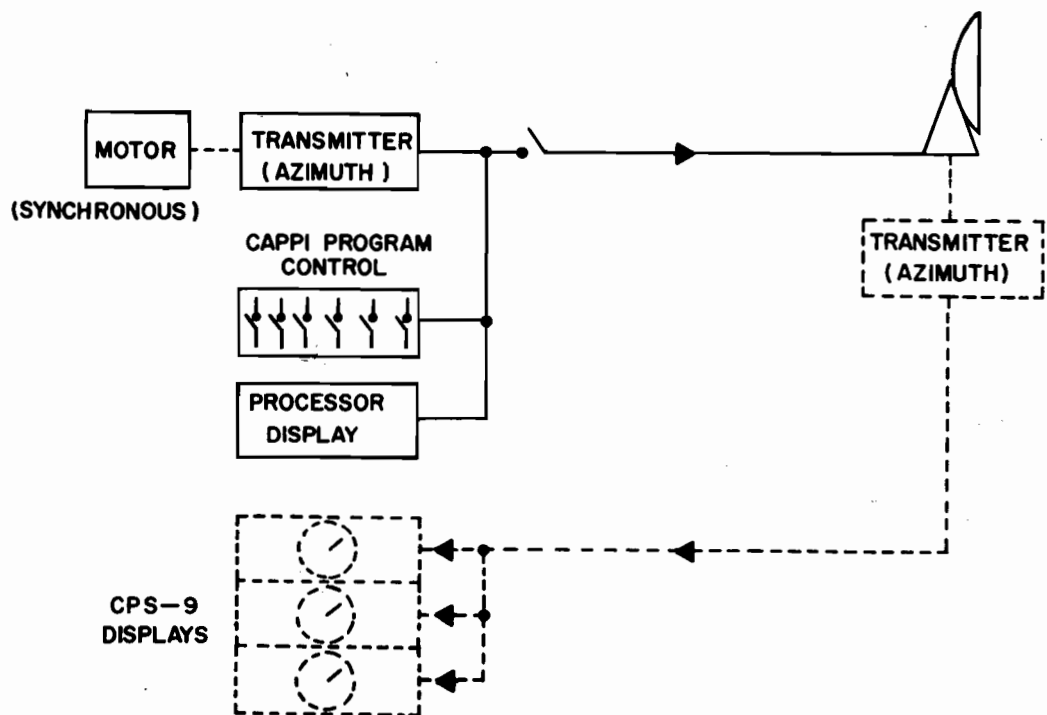 MOTOR
(SYNCHRONOUS)
TRANSMITTER
(AZIMUTH)
CAPPI PROGRAM
CONTROL
PROCESSOR
DISPLAY
TRANSMITTER
(AZIMUTH)
CPS-9
DISPLAYS